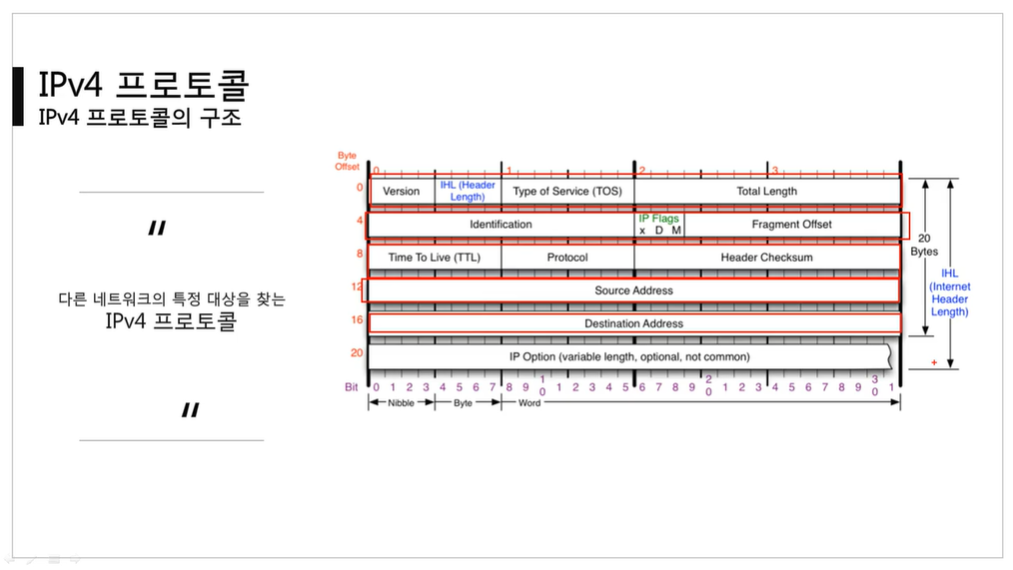 IPv4 프로토콜
IPv4 프로토콜의 구조
〃
다른 네트워크의 특정 대상을 찾는
IPv4 프로토콜
〃
Byte
Offset
0 1 2 3
0 Version IHL (Header Length) Type of Service (TOS) Total Length
4 Identification IP Flags x D M Fragment Offset
8 Time To Live (TTL) Protocol Header Checksum
12 Source Address
16 Destination Address
20 IP Option (variable length, optional, not common)
Bit 0 1 2 3 4 5 6 7 8 9 10 1 2 3 4 5 6 7 8 9 20 1 2 3 4 5 6 7 8 9 30 1
Nibble Byte Word
20
Bytes
IHL
(Internet
Header
Length)
+